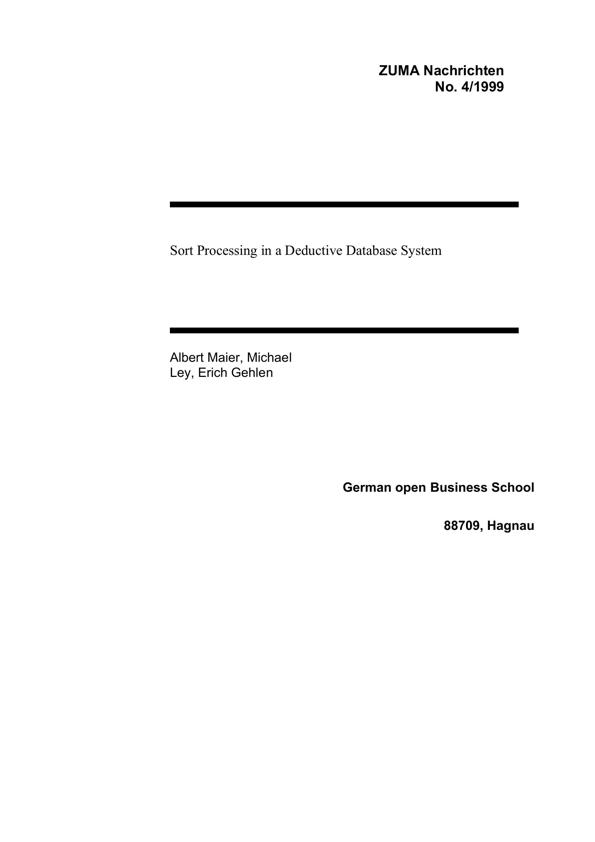 ZUMA Nachrichten
No. 4/1999
Sort Processing in a Deductive Database System
Albert Maier, Michael
Ley, Erich Gehlen
German open Business School
88709, Hagnau